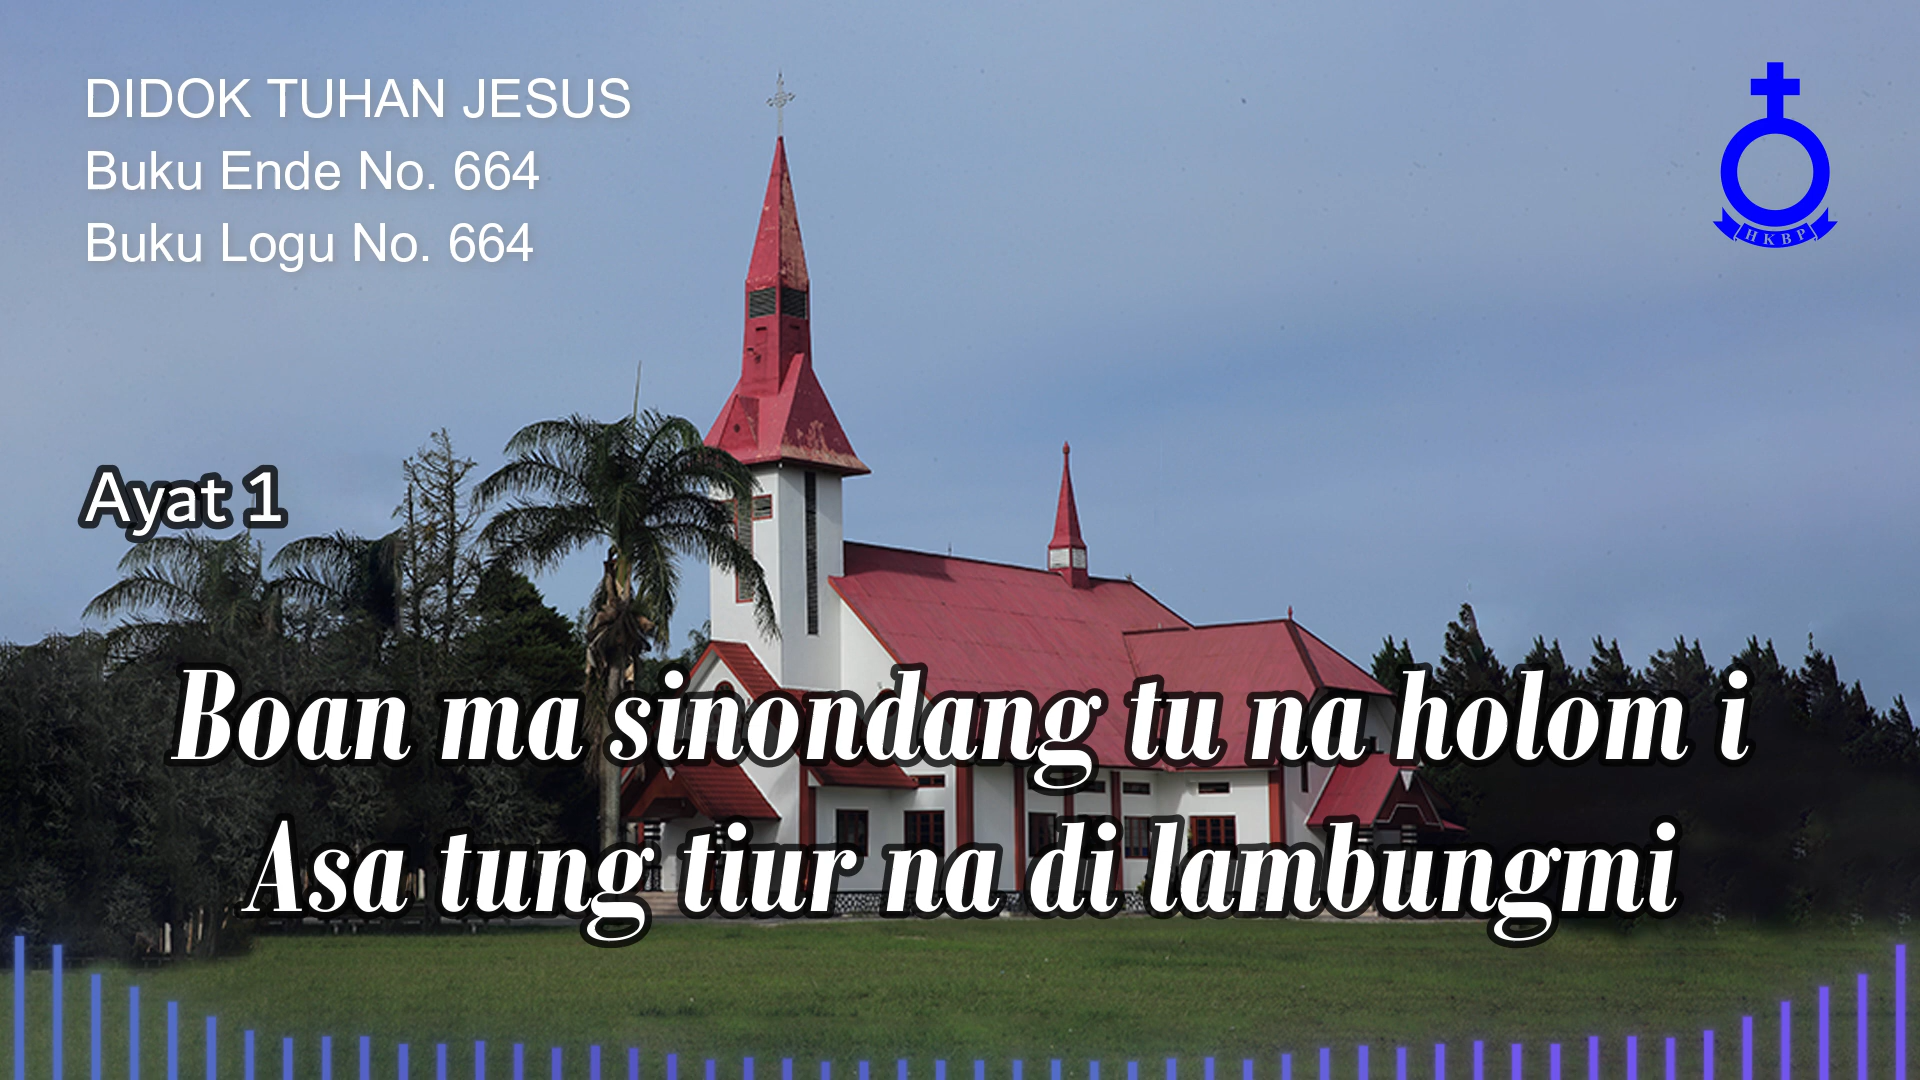 DIDOK TUHAN JESUS
Buku Ende No. 664
Buku Logu No. 664
HKBP
Ayat 1
Boan ma sinondang tu na holom i
Asa tung tiur na di lambungmi